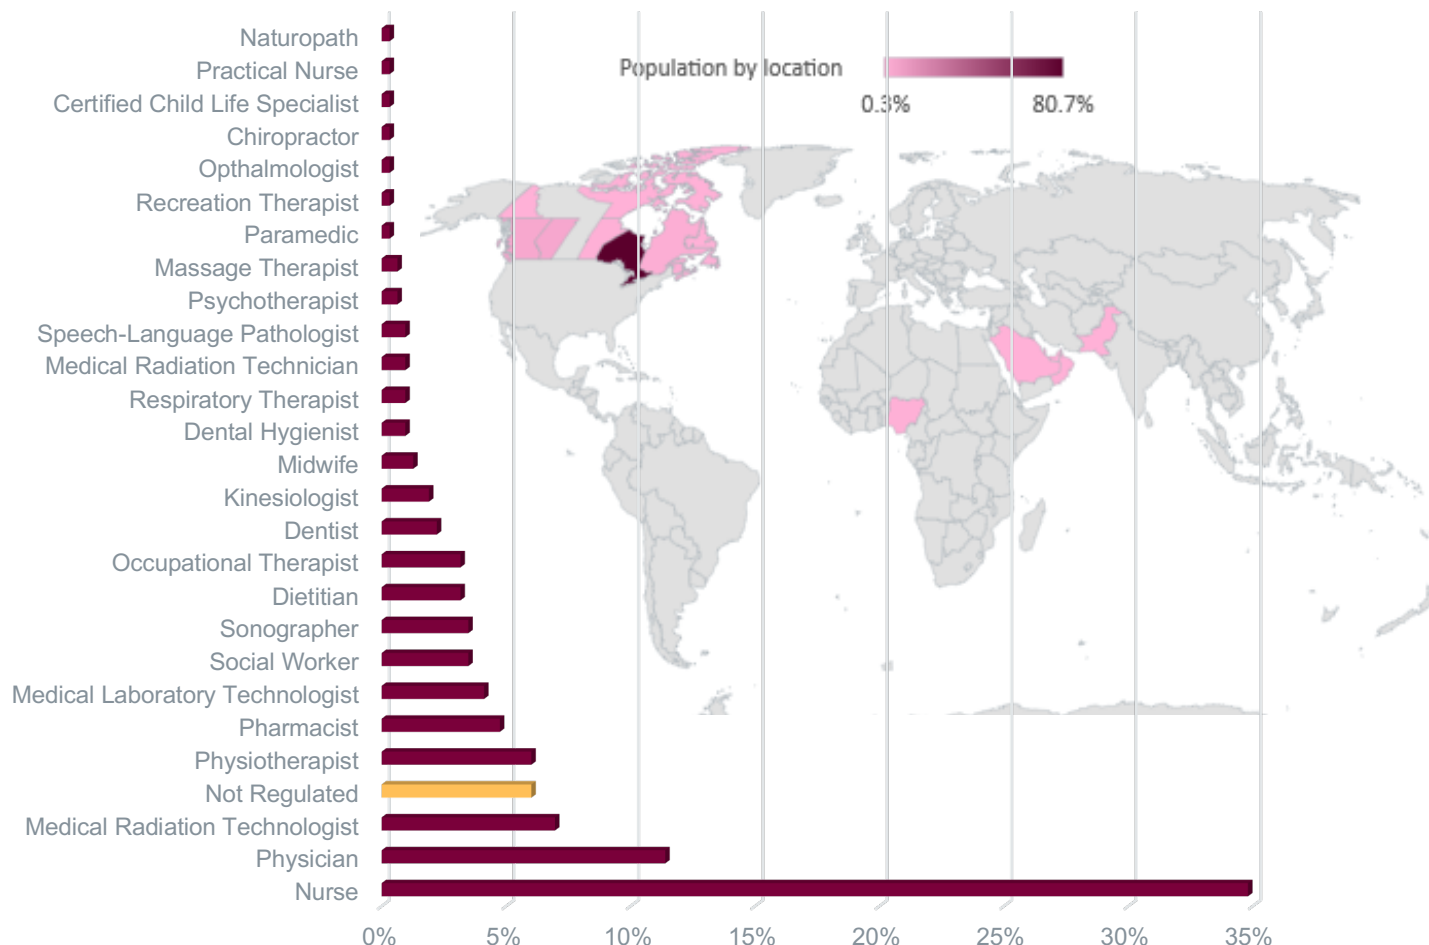 Naturopath
Practical Nurse
Population by location
Certified Child Life Specialist
0.3% 80.7%
Chiropractor
Opthalmologist
Recreation Therapist
Paramedic
Massage Therapist
Psychotherapist
Speech-Language Pathologist
Medical Radiation Technician
Respiratory Therapist
Dental Hygienist
Midwife
Kinesiologist
Dentist
Occupational Therapist
Dietitian
Sonographer
Social Worker
Medical Laboratory Technologist
Pharmacist
Physiotherapist
Not Regulated
Medical Radiation Technologist
Physician
Nurse
0% 5% 10% 15% 20% 25% 30% 35%